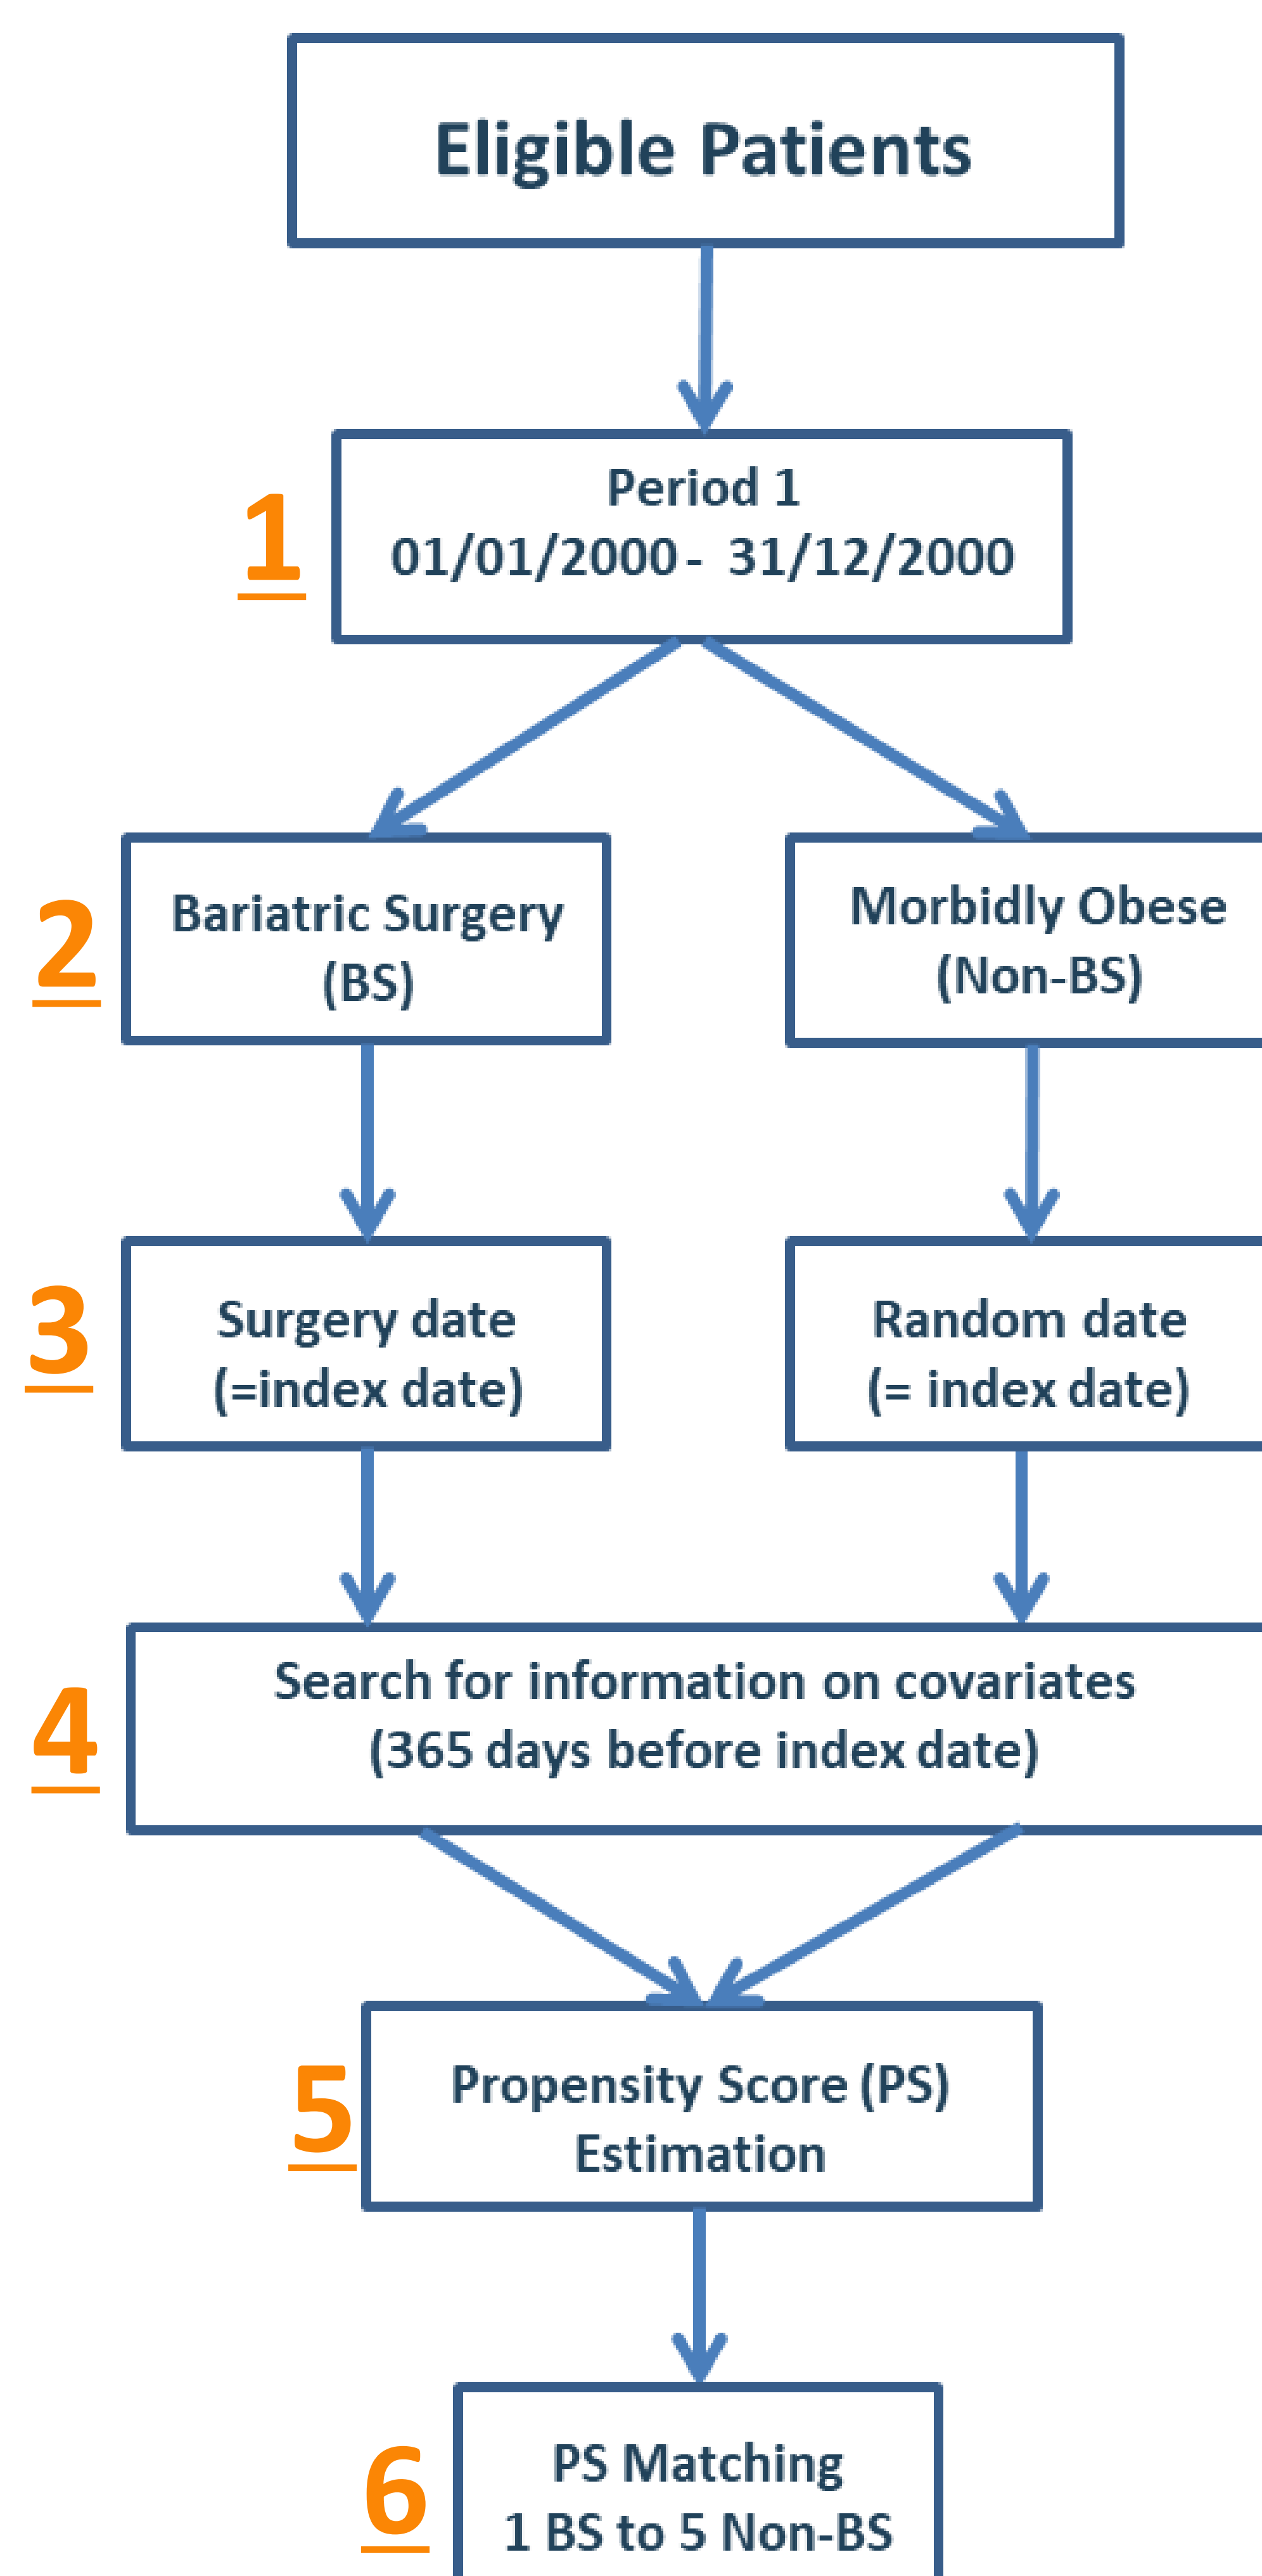 Eligible Patients
1
Period 1
01/01/2000 - 31/12/2000
2
Bariatric Surgery
(BS)
Morbidly Obese
(Non-BS)
3
Surgery date
(=index date)
Random date
(= index date)
4
Search for information on covariates
(365 days before index date)
5
Propensity Score (PS)
Estimation
6
PS Matching
1 BS to 5 Non-BS